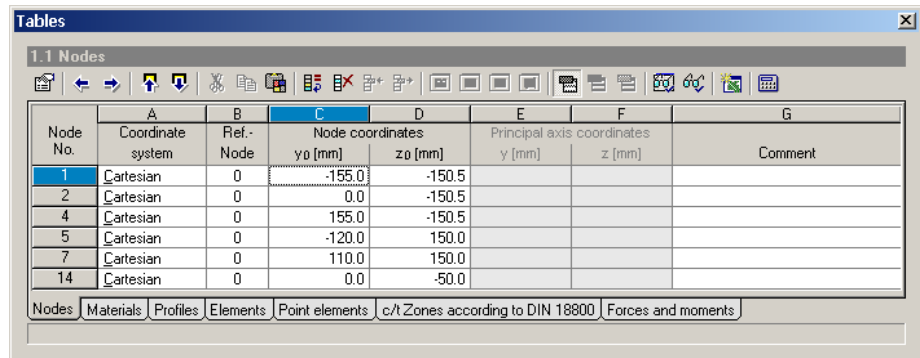 Tables
1.1 Nodes
A B C D E F G
Node No. Coordinate system Ref.- Node Node coordinates Principal axis coordinates
y0 [mm] z0 [mm] y [mm] z [mm] Comment
1 Cartesian 0 -155.0 -150.5
2 Cartesian 0 0.0 -150.5
4 Cartesian 0 155.0 -150.5
5 Cartesian 0 -120.0 150.0
7 Cartesian 0 110.0 150.0
14 Cartesian 0 0.0 -50.0
Nodes Materials Profiles Elements Point elements c/t Zones according to DIN 18800 Forces and moments